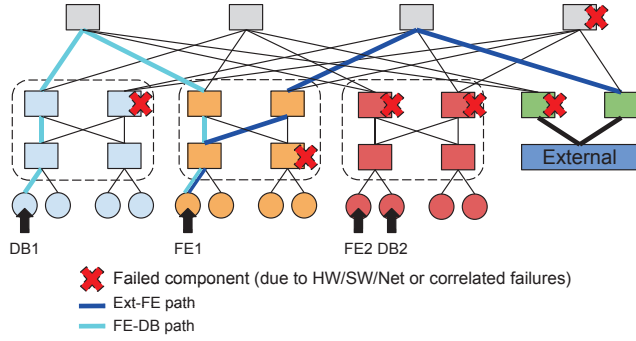 External
DB1
FE1
FE2 DB2
Failed component (due to HW/SW/Net or correlated failures)
Ext-FE path
FE-DB path